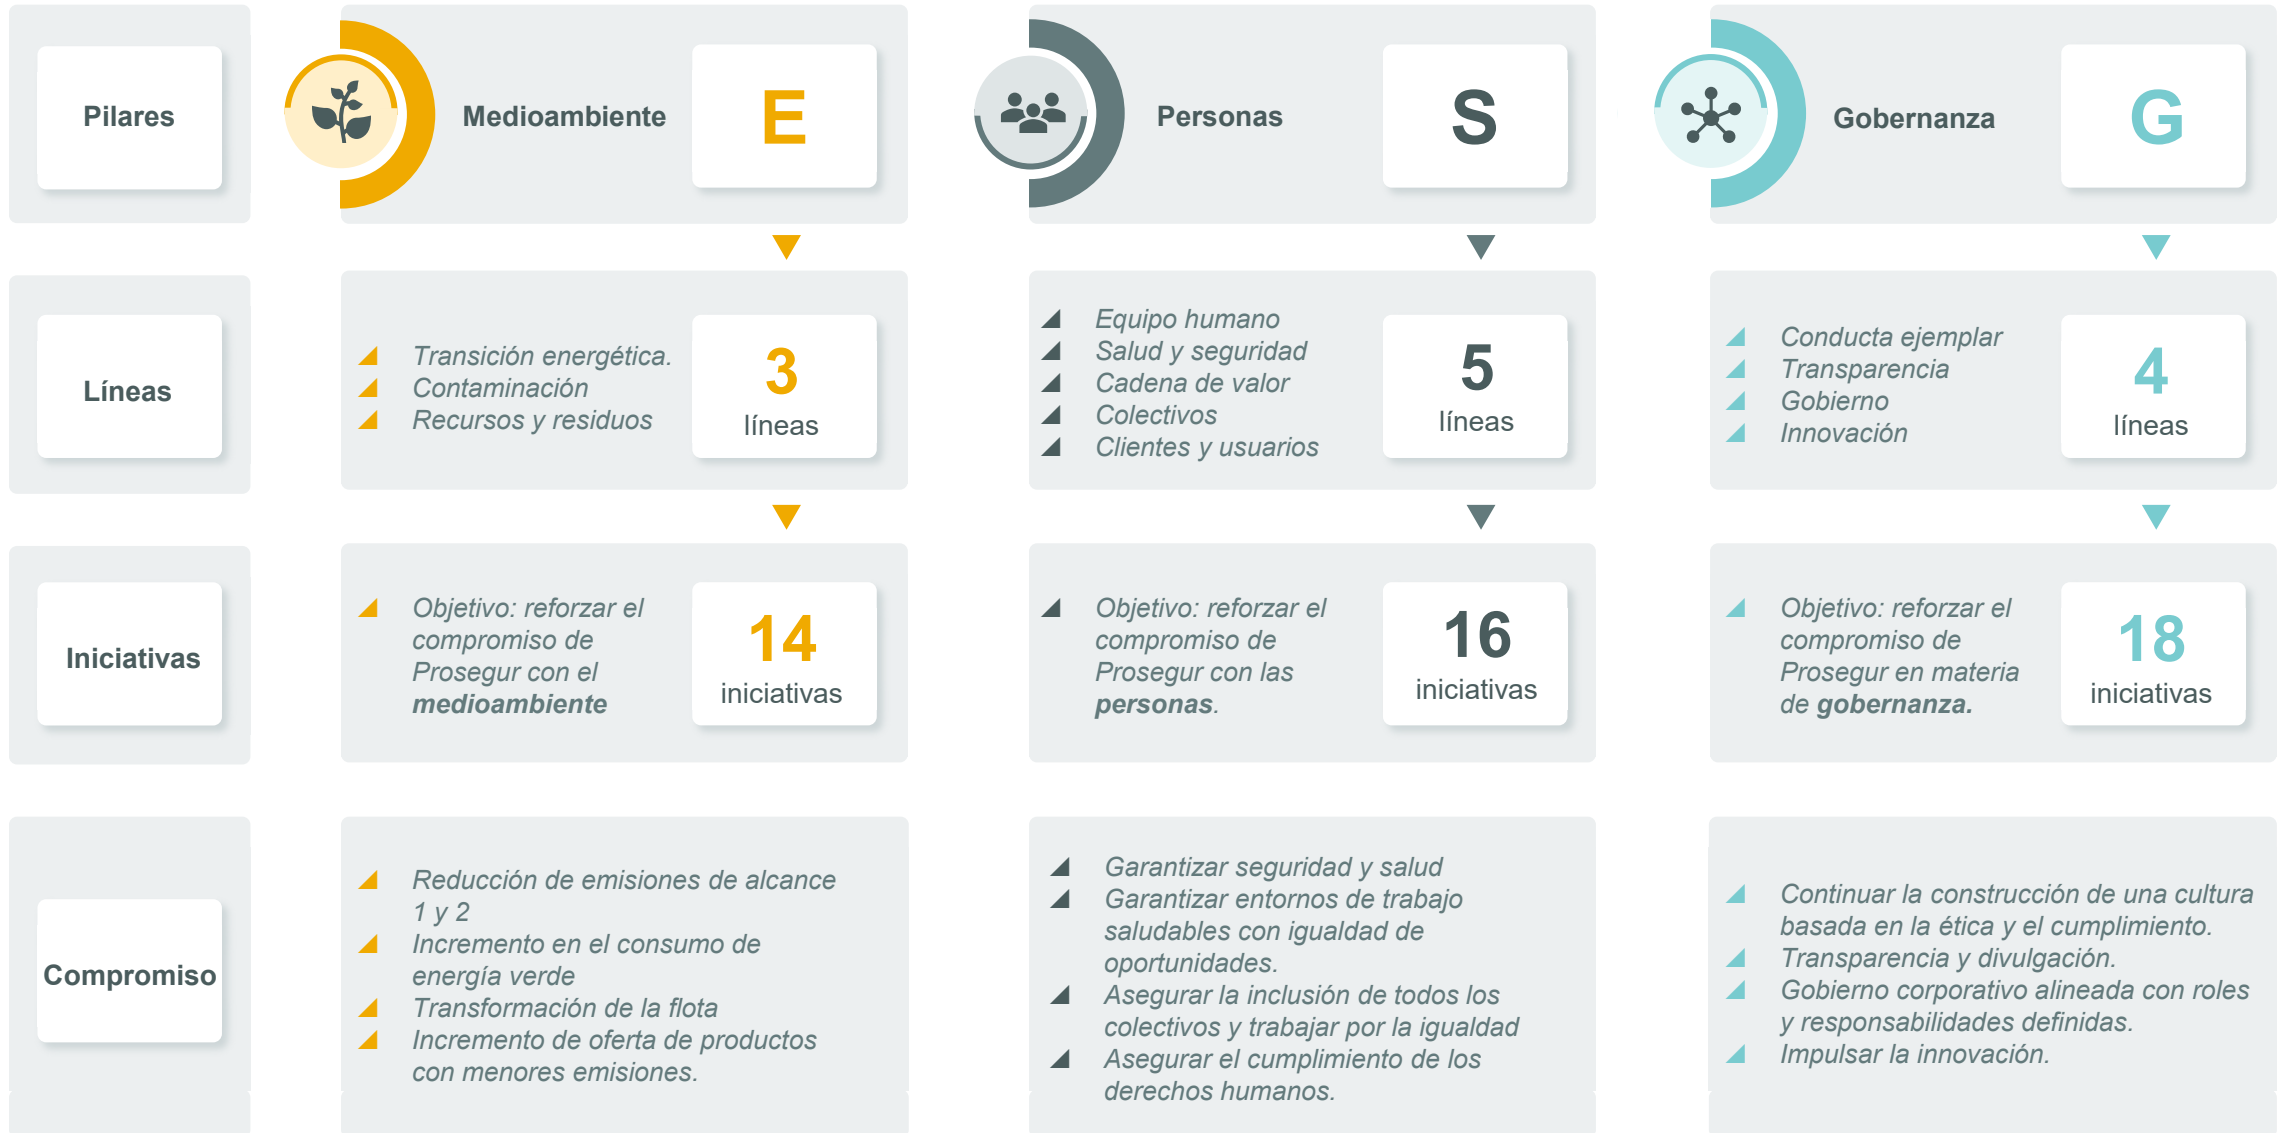 Pilares
Medioambiente
E
Personas
S
Gobernanza
G
Líneas
Transición energética.
Contaminación
Recursos y residuos
3
líneas
Equipo humano
Salud y seguridad
Cadena de valor
Colectivos
Clientes y usuarios
5
líneas
Conducta ejemplar
Transparencia
Gobierno
Innovación
4
líneas
Iniciativas
Objetivo: reforzar el
compromiso de
Prosegur con el
medioambiente
14
iniciativas
Objetivo: reforzar el
compromiso de
Prosegur con las
personas.
16
iniciativas
Objetivo: reforzar el
compromiso de
Prosegur en materia
de gobernanza.
18
iniciativas
Compromiso
Reducción de emisiones de alcance
1 y 2
Incremento en el consumo de
energía verde
Transformación de la flota
Incremento de oferta de productos
con menores emisiones.
Garantizar seguridad y salud
Garantizar entornos de trabajo
saludables con igualdad de
oportunidades.
Asegurar la inclusión de todos los
colectivos y trabajar por la igualdad
Asegurar el cumplimiento de los
derechos humanos.
Continuar la construcción de una cultura
basada en la ética y el cumplimiento.
Transparencia y divulgación.
Gobierno corporativo alineada con roles
y responsabilidades definidas.
Impulsar la innovación.